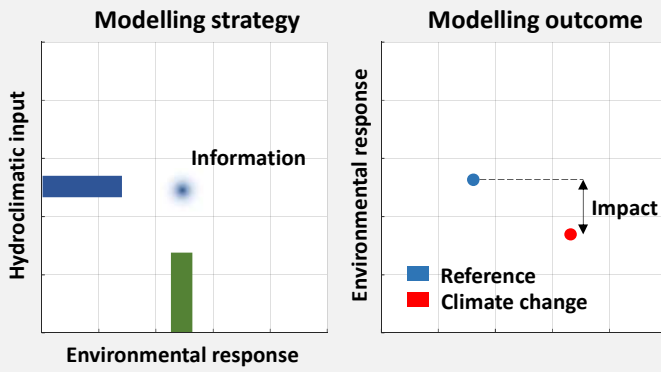 Modelling strategy
Hydroclimatic input
Information
Environmental response
Modelling outcome
Environmental response
Impact
Reference
Climate change